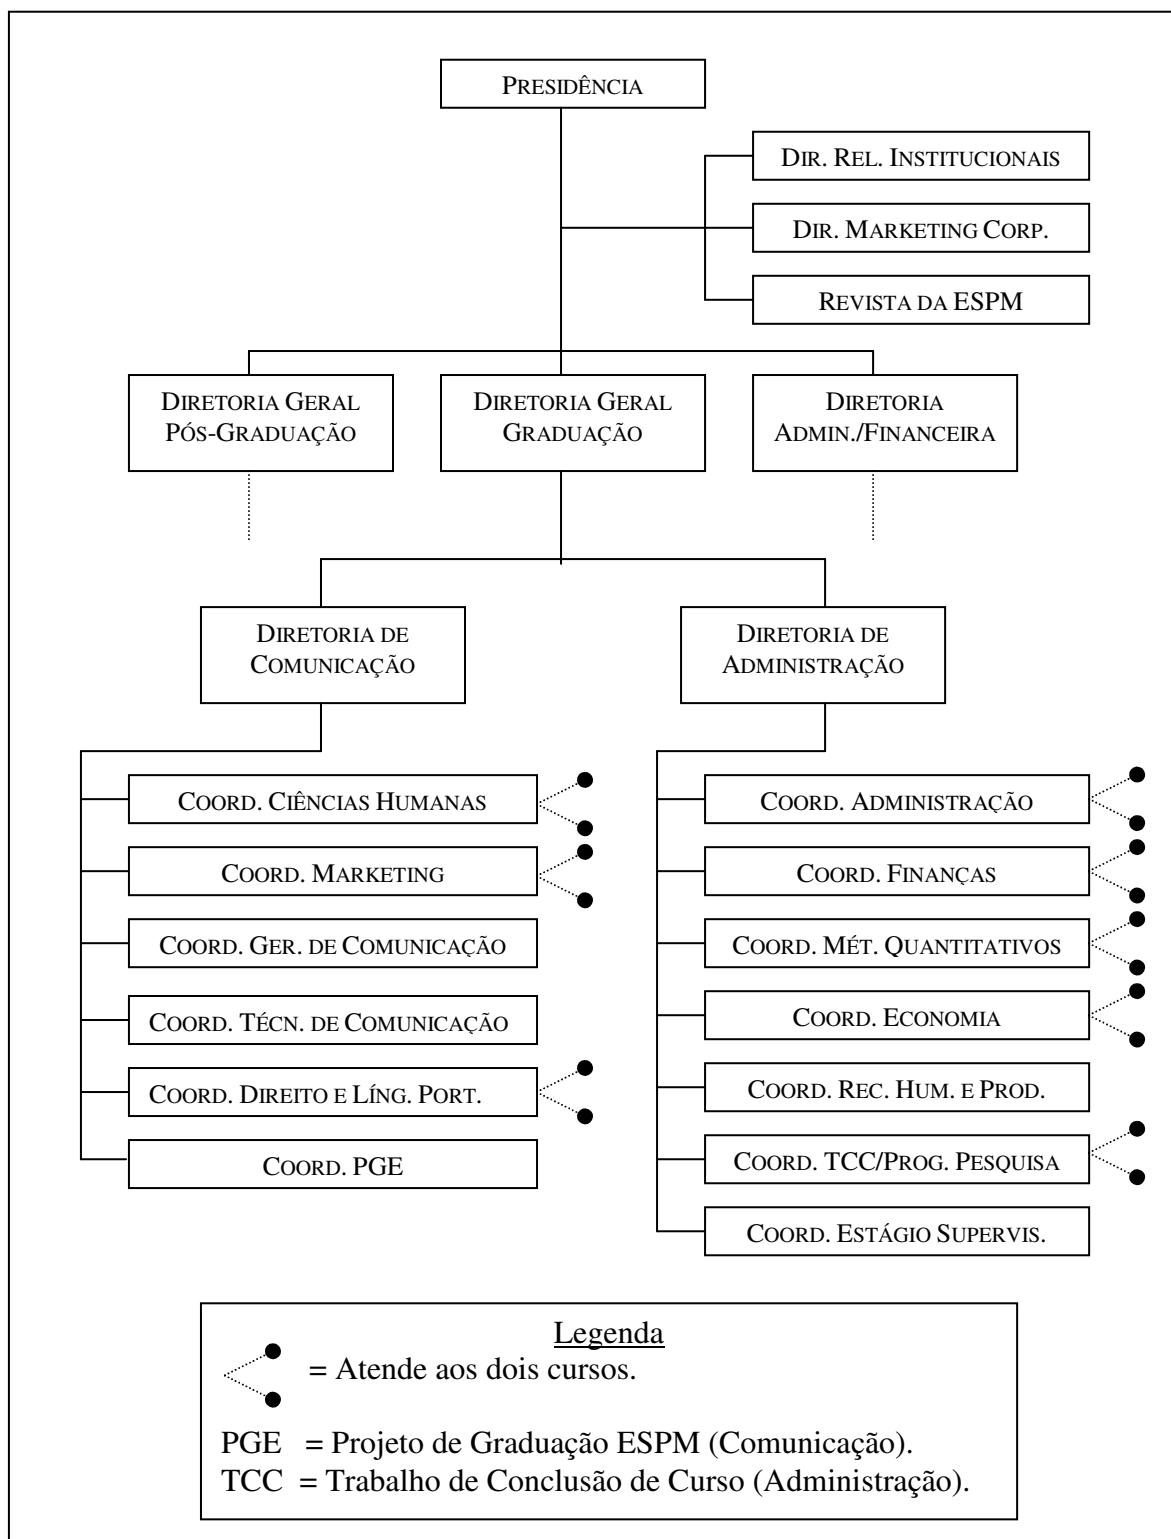 PRESIDÊNCIA
DIR. REL. INSTITUCIONAIS
DIR. MARKETING CORP.
REVISTA DA ESPM
DIRETORIA GERAL
PÓS-GRADUAÇÃO
DIRETORIA GERAL
GRADUAÇÃO
DIRETORIA
ADMIN./FINANCEIRA
DIRETORIA DE
COMUNICAÇÃO
DIRETORIA DE
ADMINISTRAÇÃO
COORD. CIÊNCIAS HUMANAS
COORD. MARKETING
COORD. GER. DE COMUNICAÇÃO
COORD. TÉCN. DE COMUNICAÇÃO
COORD. DIREITO E LÍNG. PORT.
COORD. PGE
COORD. ADMINISTRAÇÃO
COORD. FINANÇAS
COORD. MÉT. QUANTITATIVOS
COORD. ECONOMIA
COORD. REC. HUM. E PROD.
COORD. TCC/PROG. PESQUISA
COORD. ESTÁGIO SUPERVIS.
Legenda
= Atende aos dois cursos.
PGE = Projeto de Graduação ESPM (Comunicação).
TCC = Trabalho de Conclusão de Curso (Administração).